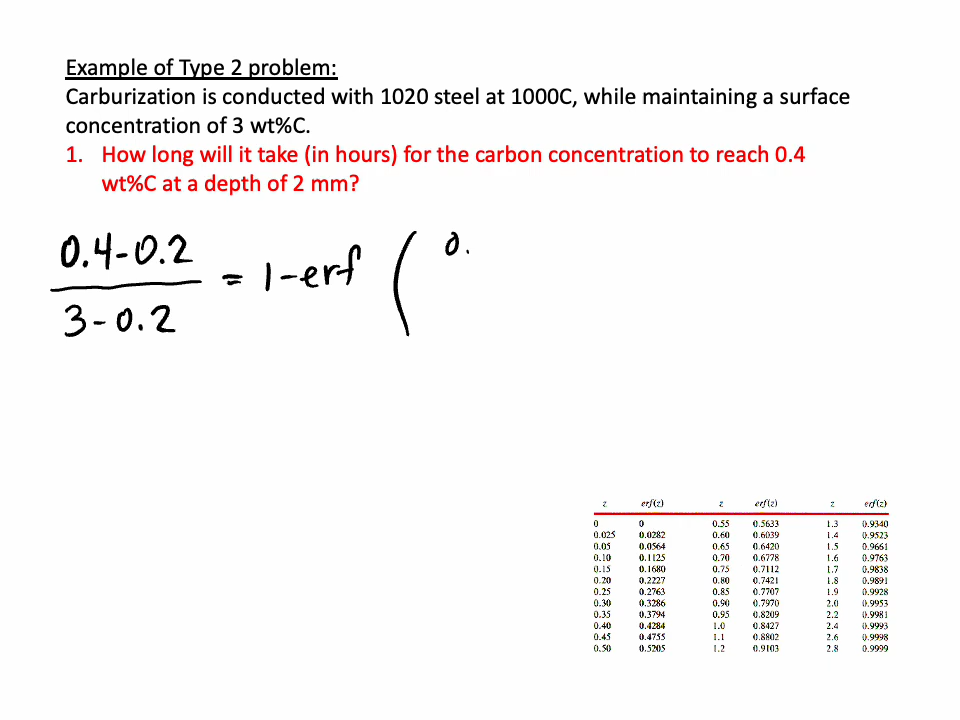 Example of Type 2 problem:
Carburization is conducted with 1020 steel at 1000C, while maintaining a surface
concentration of 3 wt%C.
1. How long will it take (in hours) for the carbon concentration to reach 0.4
wt%C at a depth of 2 mm?
0.4-0.2
= 1-erf ( 0.
3-0.2
z erf(z) z erf(z) z erf(z)
0 0 0.55 0.5633 1.3 0.9340
0.025 0.0282 0.60 0.6039 1.4 0.9523
0.05 0.0564 0.65 0.6420 1.5 0.9661
0.10 0.1125 0.70 0.6778 1.6 0.9763
0.15 0.1680 0.75 0.7112 1.7 0.9838
0.20 0.2227 0.80 0.7421 1.8 0.9891
0.25 0.2763 0.85 0.7707 1.9 0.9928
0.30 0.3286 0.90 0.7970 2.0 0.9953
0.35 0.3794 0.95 0.8209 2.2 0.9981
0.40 0.4284 1.0 0.8427 2.4 0.9993
0.45 0.4755 1.1 0.8802 2.6 0.9998
0.50 0.5205 1.2 0.9103 2.8 0.9999